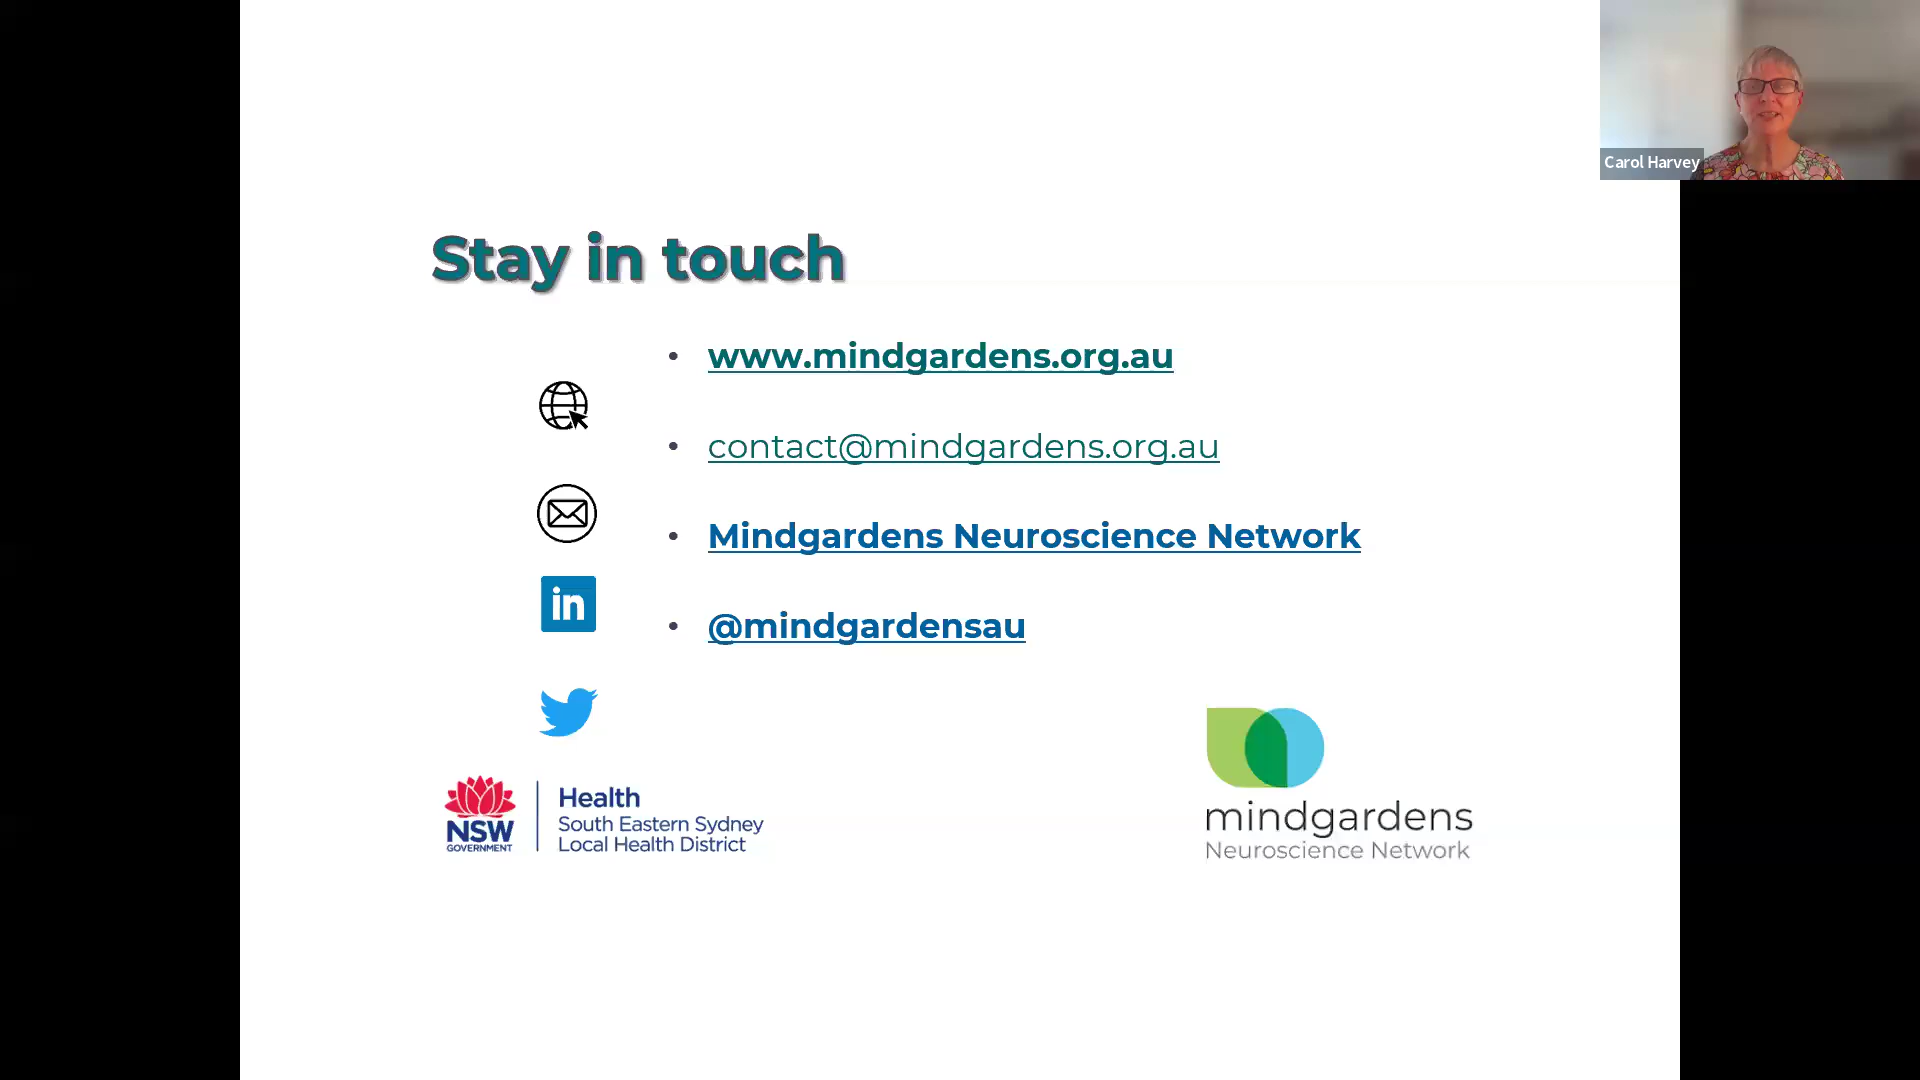 Carol Harvey
Stay in touch
• www.mindgardens.org.au
• contact@mindgardens.org.au
• Mindgardens Neuroscience Network
in
• @mindgardensau
NSW
GOVERNMENT
Health
South Eastern Sydney
Local Health District
mindgardens
Neuroscience Network